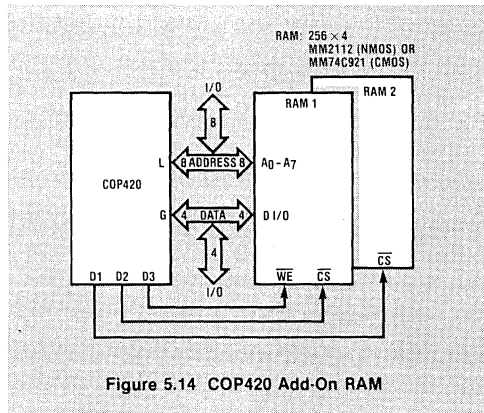 RAM: 256 × 4
MM2112 (NMOS) OR
MM74C921 (CMOS)
I/O
RAM 1
RAM 2
8
L
8 ADDRESS 8
A0-A7
COP420
G
4 DATA 4
D I/O
4
D1 D2 D3
WE
CS
CS
I/O
Figure 5.14 COP420 Add-On RAM